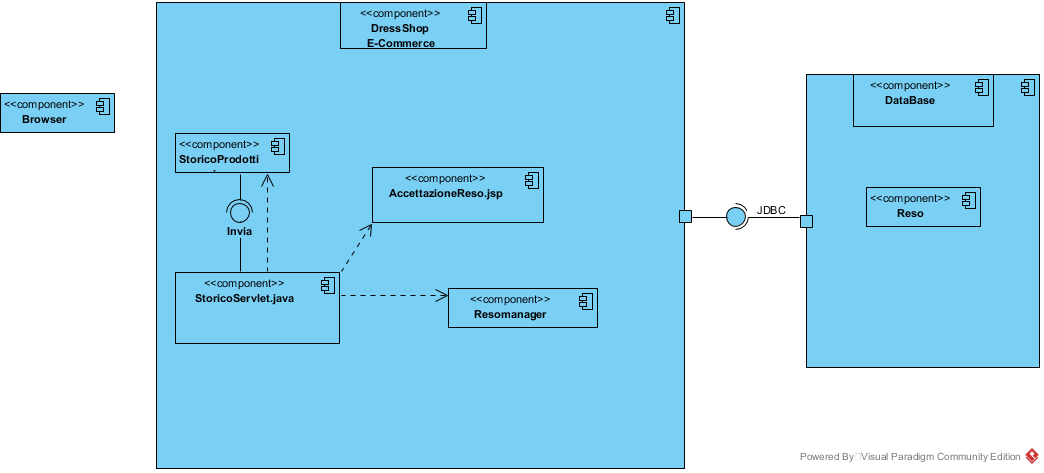 <<component>>
DressShop
E-Commerce
<<component>>
DataBase
<<component>>
Browser
<<component>>
StoricoProdotti
<<component>>
AccettazioneReso.jsp
<<component>>
Reso
JDBC
Invia
<<component>>
StoricoServlet.java
<<component>>
Resomanager
Powered By Visual Paradigm Community Edition